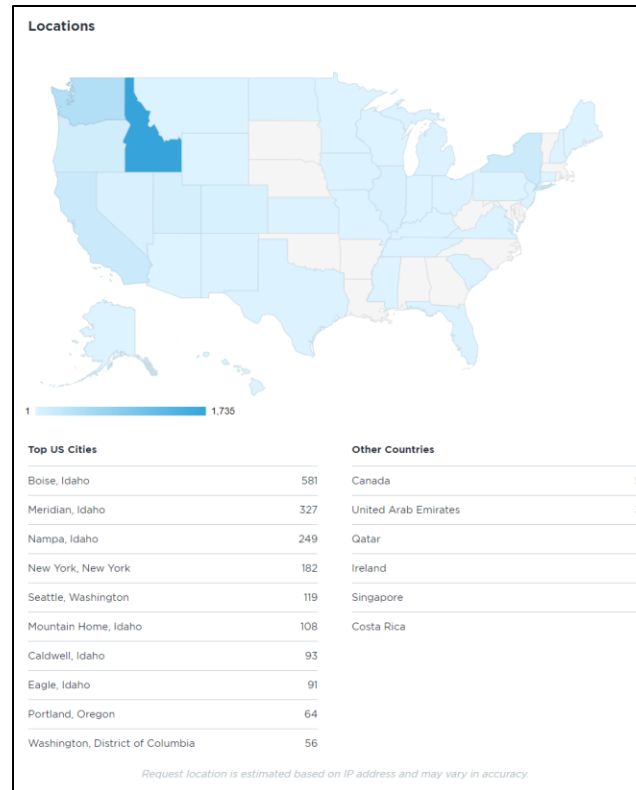 Locations
1 1,735
Top US Cities
Boise, Idaho 581
Meridian, Idaho 327
Nampa, Idaho 249
New York, New York 182
Seattle, Washington 119
Mountain Home, Idaho 108
Caldwell, Idaho 93
Eagle, Idaho 91
Portland, Oregon 64
Washington, District of Columbia 56
Other Countries
Canada
United Arab Emirates
Qatar
Ireland
Singapore
Costa Rica
Request location is estimated based on IP address and may vary in accuracy.